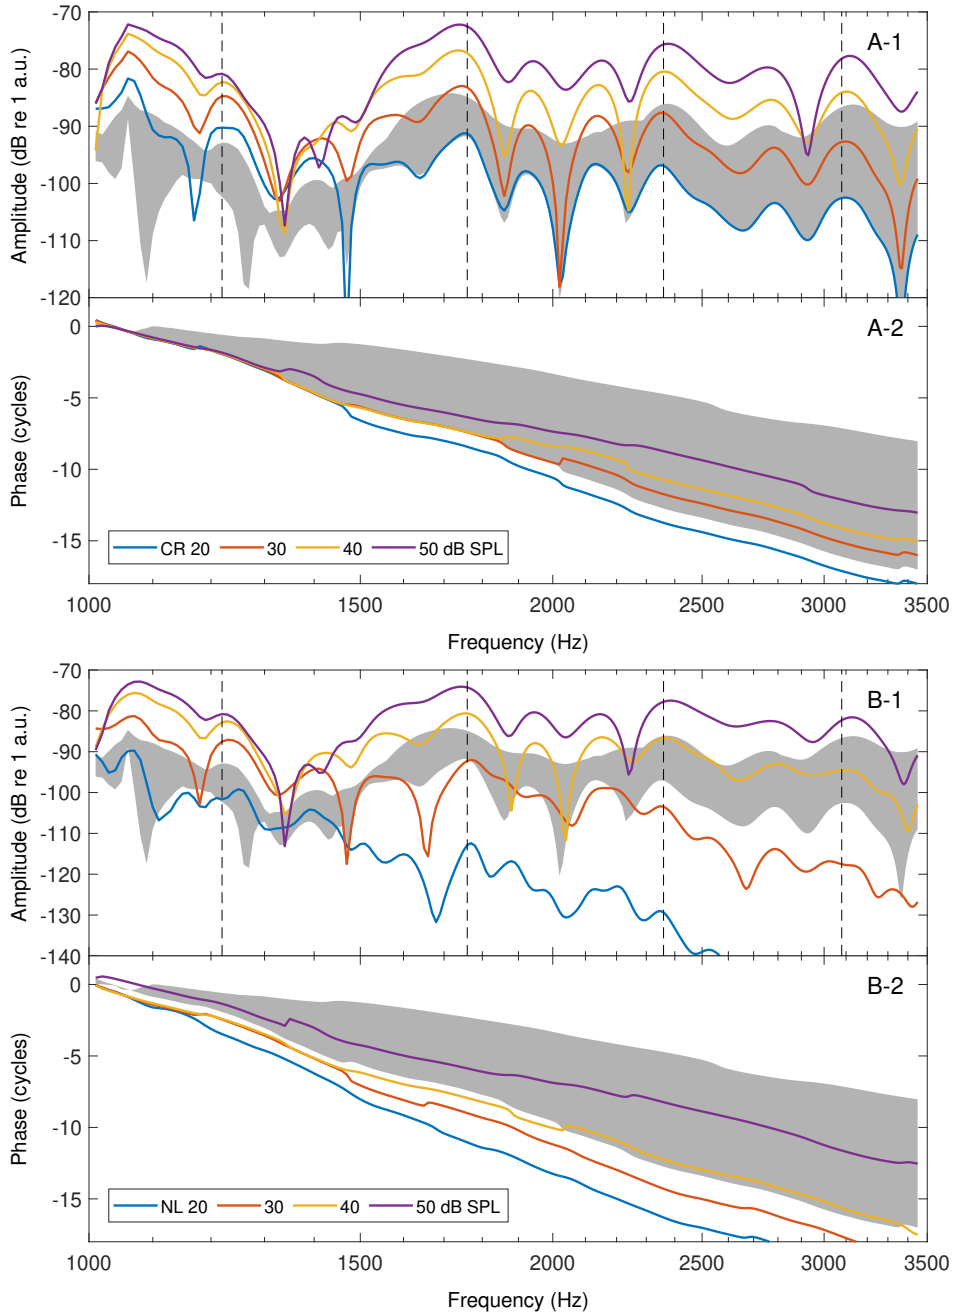 -70
-80
-90
-100
-110
-120
Amplitude (dB re 1 a.u.)
A-1
0
-5
-10
-15
Phase (cycles)
A-2
CR 20 30 40 50 dB SPL
1000 1500 2000 2500 3000 3500
Frequency (Hz)
-70
-80
-90
-100
-110
-120
-130
-140
Amplitude (dB re 1 a.u.)
B-1
0
-5
-10
-15
Phase (cycles)
B-2
NL 20 30 40 50 dB SPL
1000 1500 2000 2500 3000 3500
Frequency (Hz)